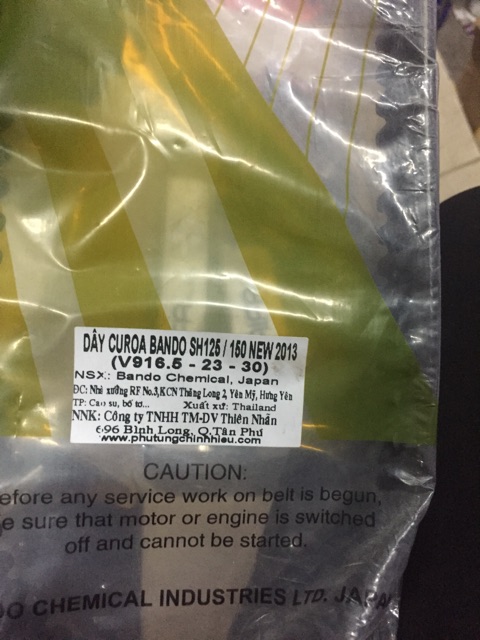 DÂY CUROA BANDO SH125 / 150 NEW 2013
(V916.5 - 23 - 30)
NSX: Bando Chemical, Japan
ĐC: Nhà xưởng RF No.3,KCN Thăng Long 2, Yên Mỹ, Hưng Yên
TP: Cao su, bố tơ... Xuất xứ: Thailand
NNK: Công ty TNHH TM-DV Thiên Nhẫn
696 Bình Long, Q.Tân Phú
www.phutungchinhhieu.com
CAUTION:
efore any service work on belt is begun,
e sure that motor or engine is switched
off and cannot be started.
DO CHEMICAL INDUSTRIES LTD. JAPA